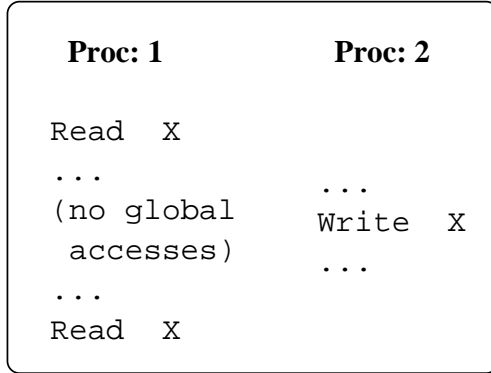 Proc: 1
Read X
...
(no global
accesses)
...
Read X
Proc: 2
...
Write X
...